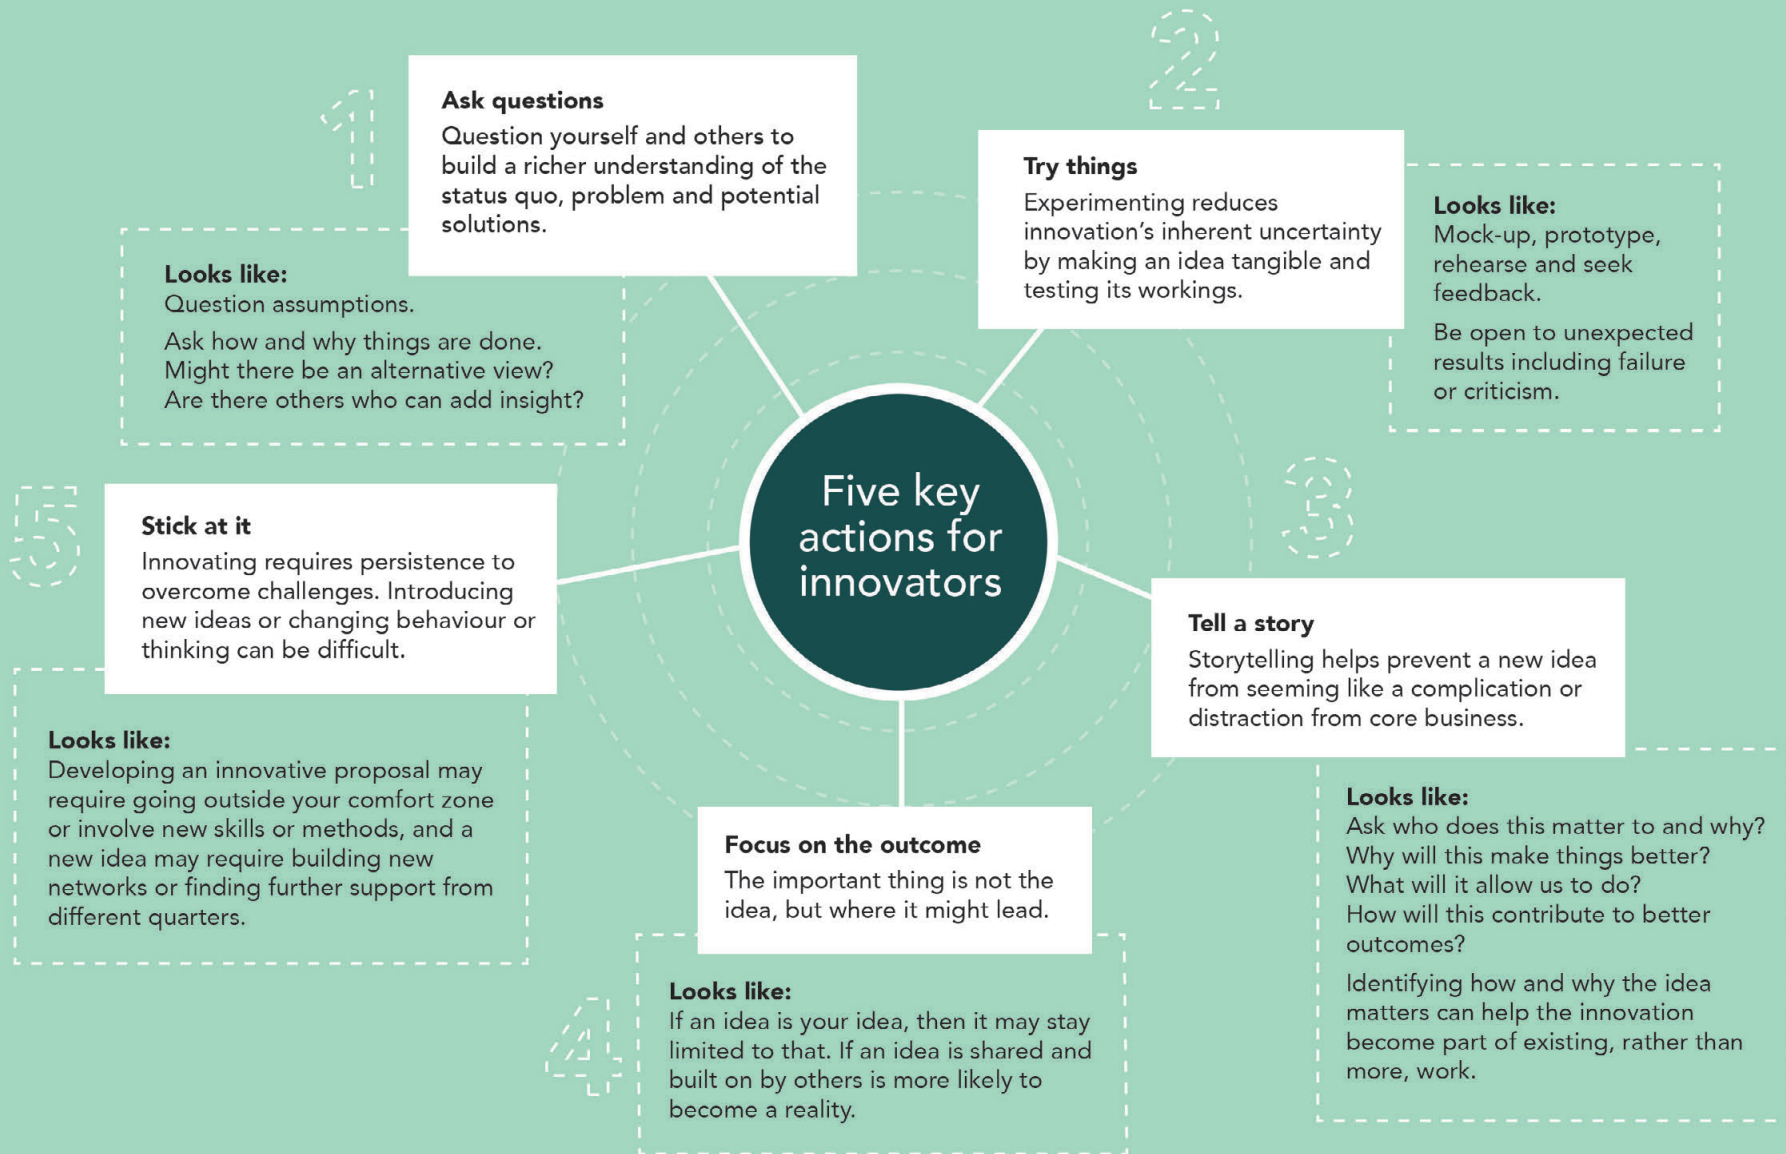 Five key
actions for
innovators
1
Ask questions
Question yourself and others to
build a richer understanding of the
status quo, problem and potential
solutions.
Looks like:
Question assumptions.
Ask how and why things are done.
Might there be an alternative view?
Are there others who can add insight?
2
Try things
Experimenting reduces
innovation’s inherent uncertainty
by making an idea tangible and
testing its workings.
Looks like:
Mock-up, prototype,
rehearse and seek
feedback.
Be open to unexpected
results including failure
or criticism.
3
Tell a story
Storytelling helps prevent a new idea
from seeming like a complication or
distraction from core business.
Looks like:
Ask who does this matter to and why?
Why will this make things better?
What will it allow us to do?
How will this contribute to better
outcomes?
Identifying how and why the idea
matters can help the innovation
become part of existing, rather than
more, work.
4
Focus on the outcome
The important thing is not the
idea, but where it might lead.
Looks like:
If an idea is your idea, then it may stay
limited to that. If an idea is shared and
built on by others is more likely to
become a reality.
5
Stick at it
Innovating requires persistence to
overcome challenges. Introducing
new ideas or changing behaviour or
thinking can be difficult.
Looks like:
Developing an innovative proposal may
require going outside your comfort zone
or involve new skills or methods, and a
new idea may require building new
networks or finding further support from
different quarters.